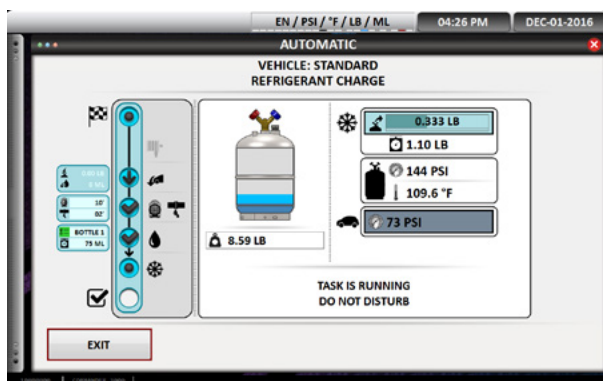 EN / PSI / °F / LB / ML
04:26 PM
DEC-01-2016
AUTOMATIC
VEHICLE: STANDARD
REFRIGERANT CHARGE
0.333 LB
1.10 LB
144 PSI
109.6 °F
73 PSI
8.59 LB
10'
02'
BOTTLE 1
75 ML
TASK IS RUNNING
DO NOT DISTURB
EXIT